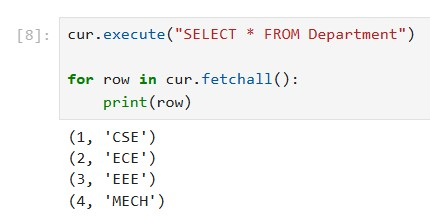 [8]: cur.execute("SELECT * FROM Department")
for row in cur.fetchall():
    print(row)
(1, 'CSE')
(2, 'ECE')
(3, 'EEE')
(4, 'MECH')